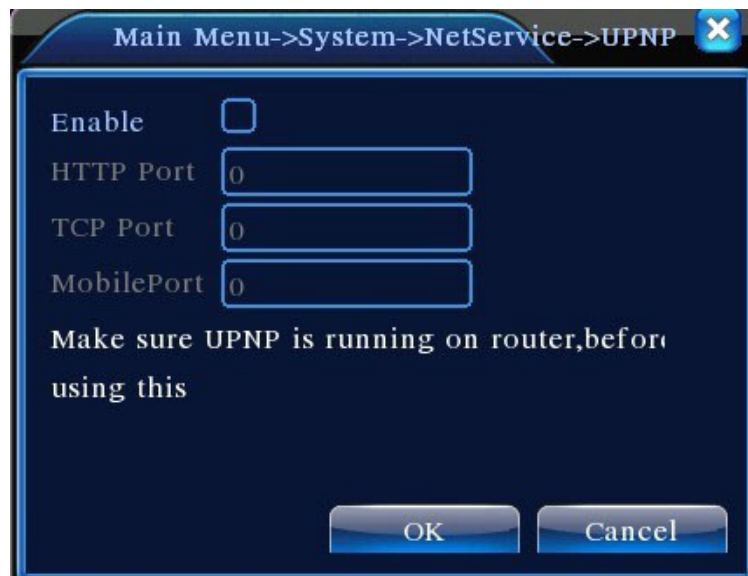 Main Menu->System->NetService->UPNP
Enable
HTTP Port 0
TCP Port 0
MobilePort 0
Make sure UPNP is running on router,before
using this
OK Cancel